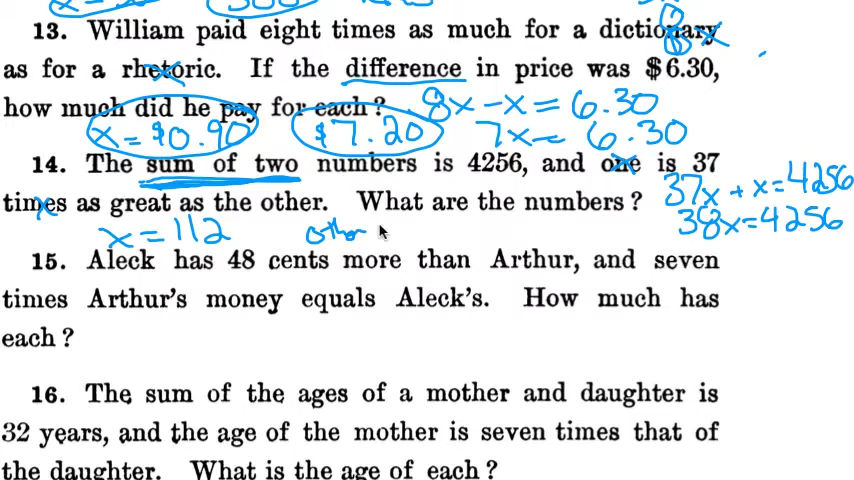 8x
13. William paid eight times as much for a dictionary
as for a rhetoric. If the difference in price was $6.30,
x
how much did he pay for each? 8x - x = 6.30
x = $0.90 $7.20 7x = 6.30
14. The sum of two numbers is 4256, and one is 37
x 37x + x = 4256
times as great as the other. What are the numbers?
x 38x = 4256
x = 112 other
15. Aleck has 48 cents more than Arthur, and seven
times Arthur's money equals Aleck's. How much has
each?
16. The sum of the ages of a mother and daughter is
32 years, and the age of the mother is seven times that of
the daughter. What is the age of each?